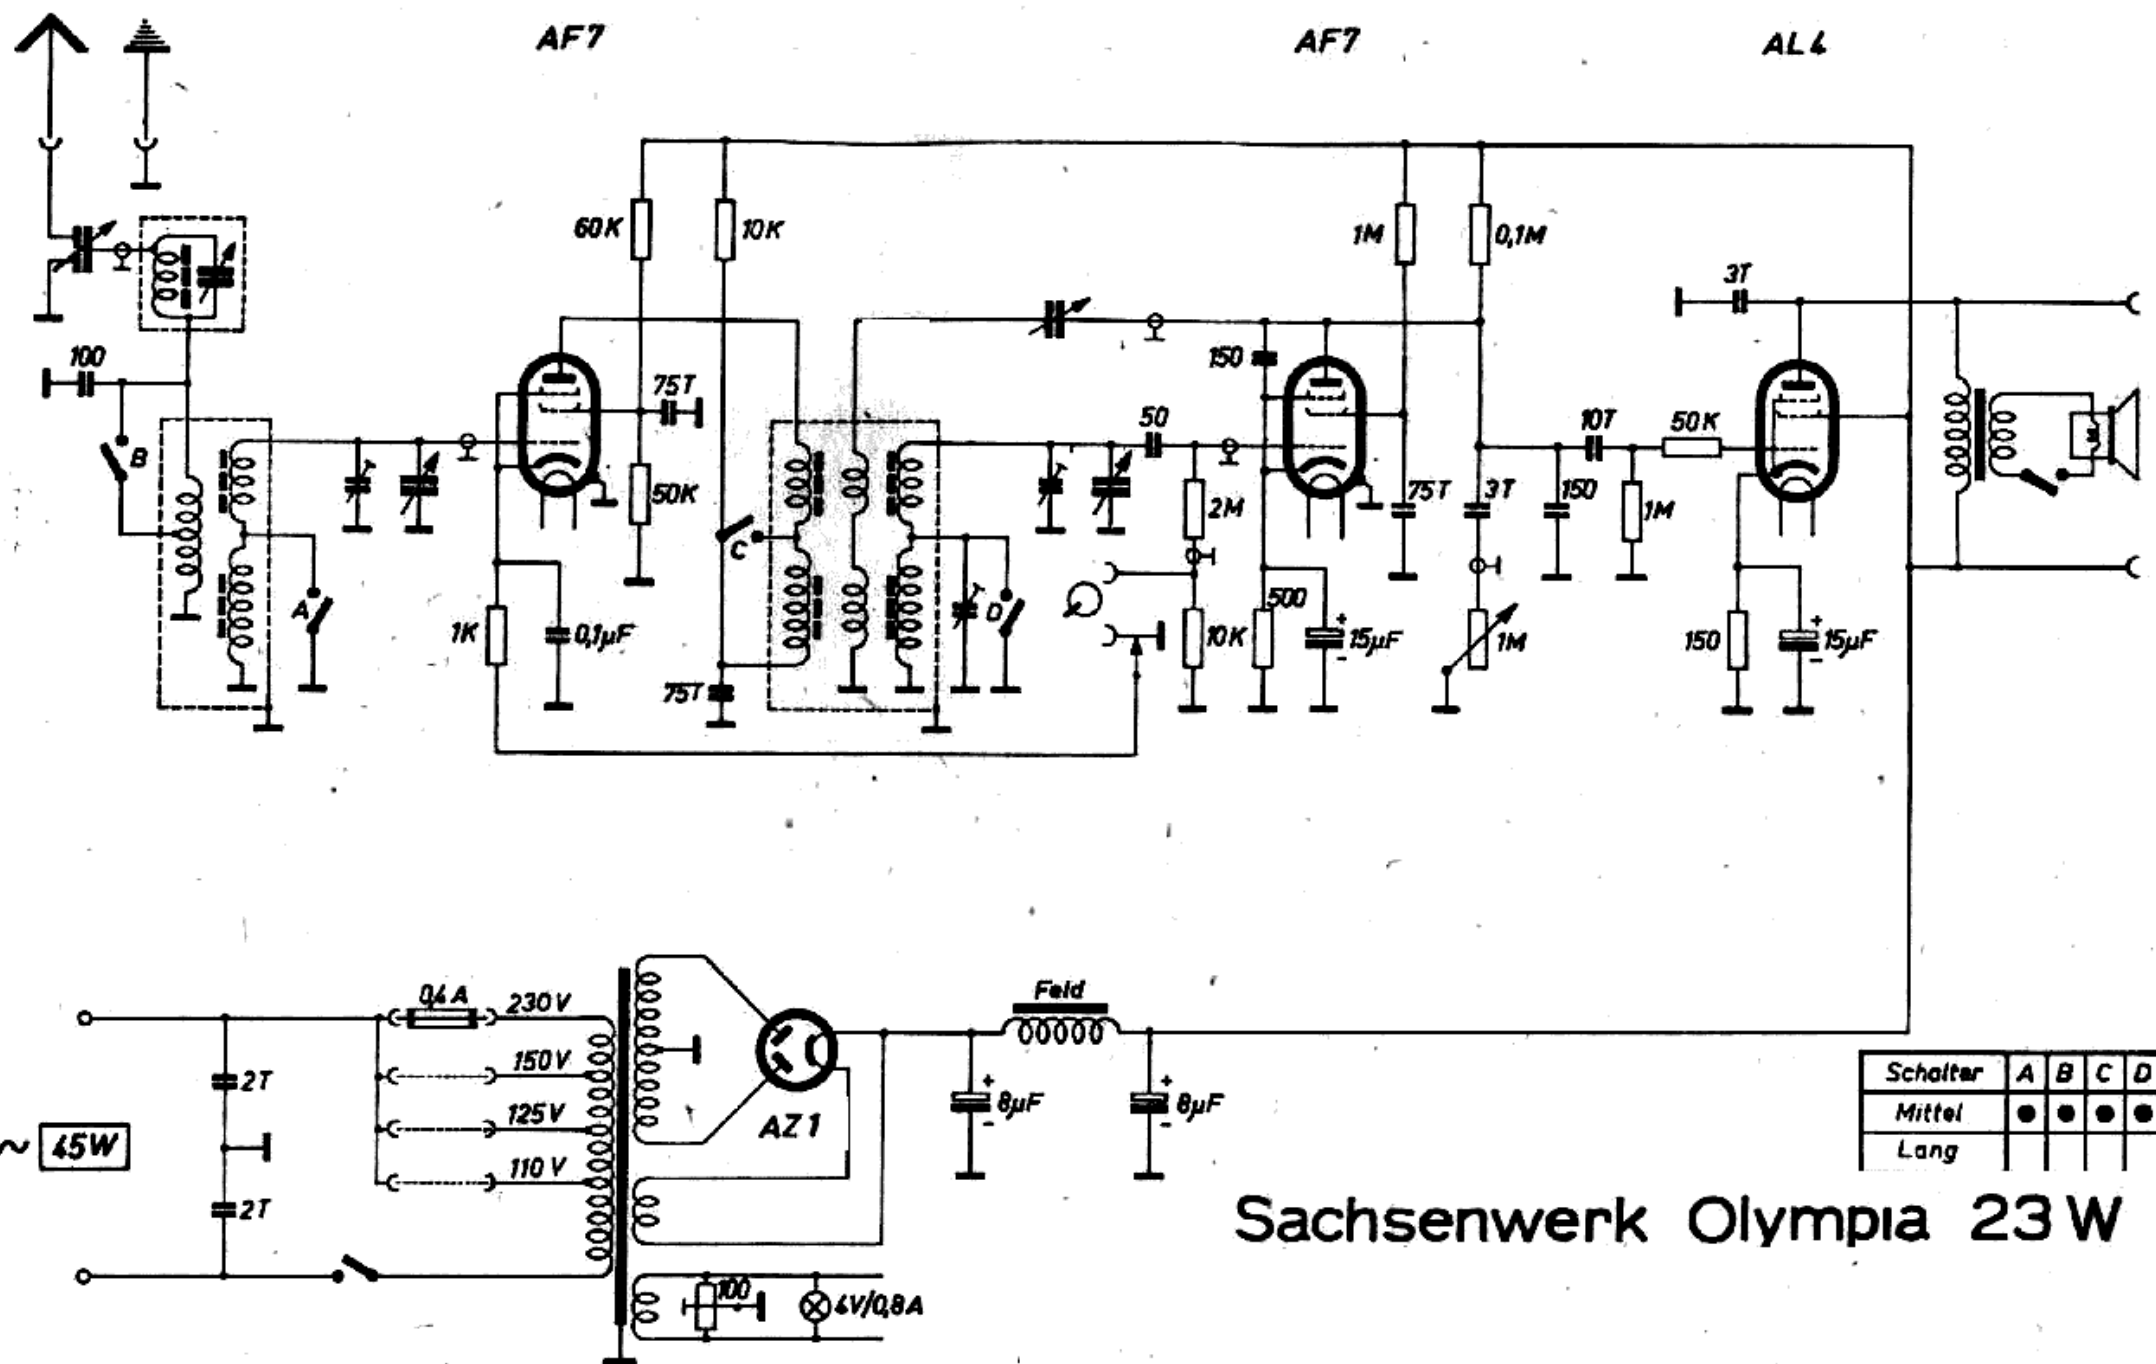 AF7
AF7
AL4
60K
10K
1M
0,1M
3T
100
75T
150
50
10T
50K
B
50K
C
2M
75T
3T
150
1M
A
D
1K
0,1µF
10K
500
15µF
1M
150
15µF
75T
+
-
+
-
0,4A
230V
Feld
150V
2T
125V
AZ1
+
8µF
-
+
8µF
-
~ 45W
110V
2T
100
4V/0,8A
Schalter A B C D
Mittel ● ● ● ●
Lang
Sachsenwerk Olympia 23 W